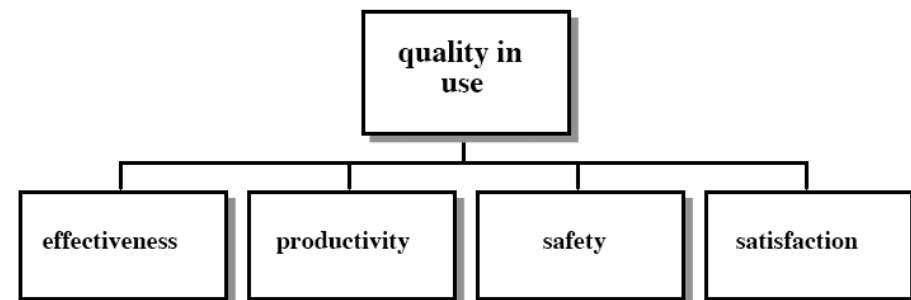 quality in
use
effectiveness productivity safety satisfaction